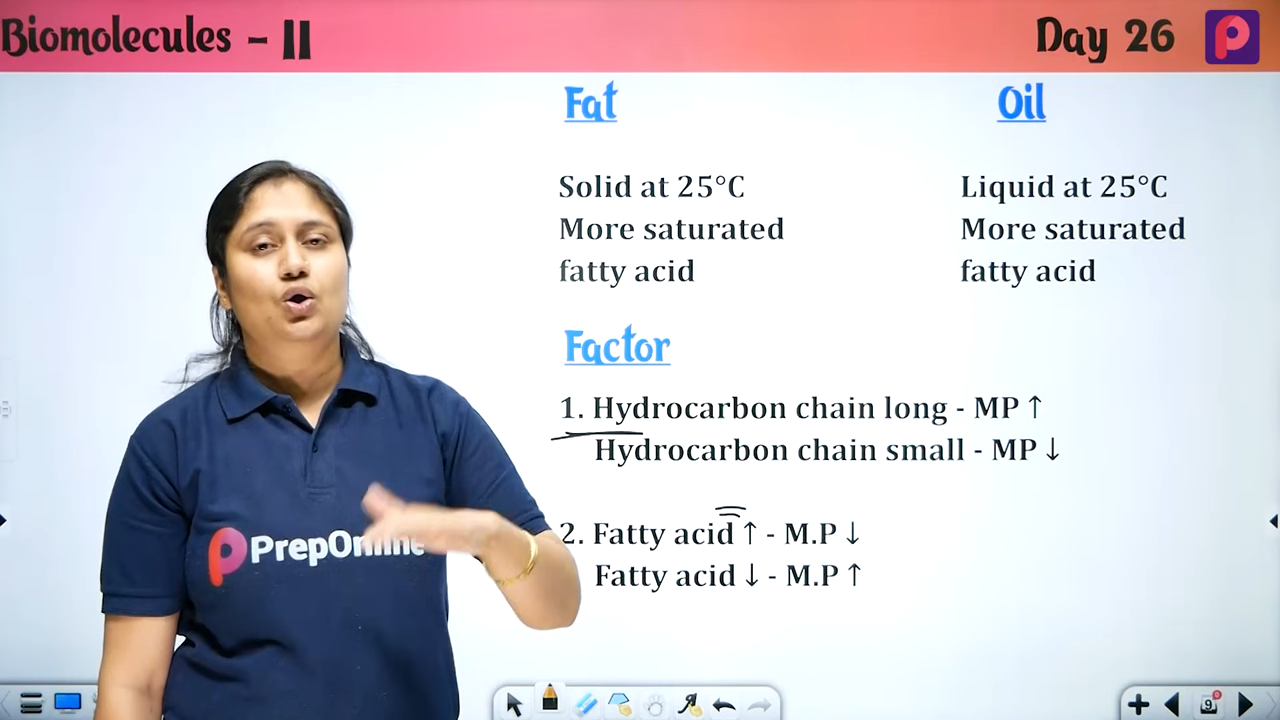 Biomolecules - II
Day 26
Fat
Oil
Solid at 25°C
More saturated
fatty acid
Liquid at 25°C
More saturated
fatty acid
Factor
1. Hydrocarbon chain long - MP ↑
Hydrocarbon chain small - MP ↓
2. Fatty acid ↑ - M.P ↓
Fatty acid ↓ - M.P ↑
PrepOnline
9